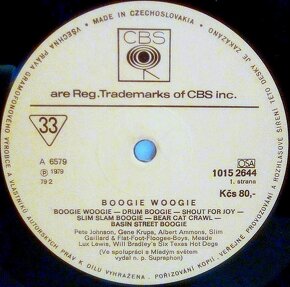 MADE IN CZECHOSLOVAKIA
VŠECHNA PRÁVA GRAMOFONOVÉHO VÝROBCE A VLASTNÍKŮ AUTORSKÝCH PRÁV K DÍLU VYHRAZENA. POŘIZOVÁNÍ KOPIÍ, VEŘEJNÉ PROVOZOVÁNÍ A ROZHLASOVÉ ŠÍŘENÍ TÉTO DESKY JE ZAKÁZÁNO
CBS
are Reg. Trademarks of CBS inc.
33
A 6579
℗ 1979
79 2
OSA
1015 2644
1. strana
Kčs 80,-
BOOGIE WOOGIE
BOOGIE WOOGIE — DRUM BOOGIE — SHOUT FOR JOY —
SLIM SLAM BOOGIE — BEAR CAT CRAWL —
BASIN STREET BOOGIE
Pete Johnson, Gene Krupa, Albert Ammons, Slim
Gaillard & Flat-Foot-Floogee-Boys, Meade
Lux Lewis, Will Bradley's Six Texas Hot Dogs
(Ve spolupráci s Mladým světem
vydal n. p. Supraphon)